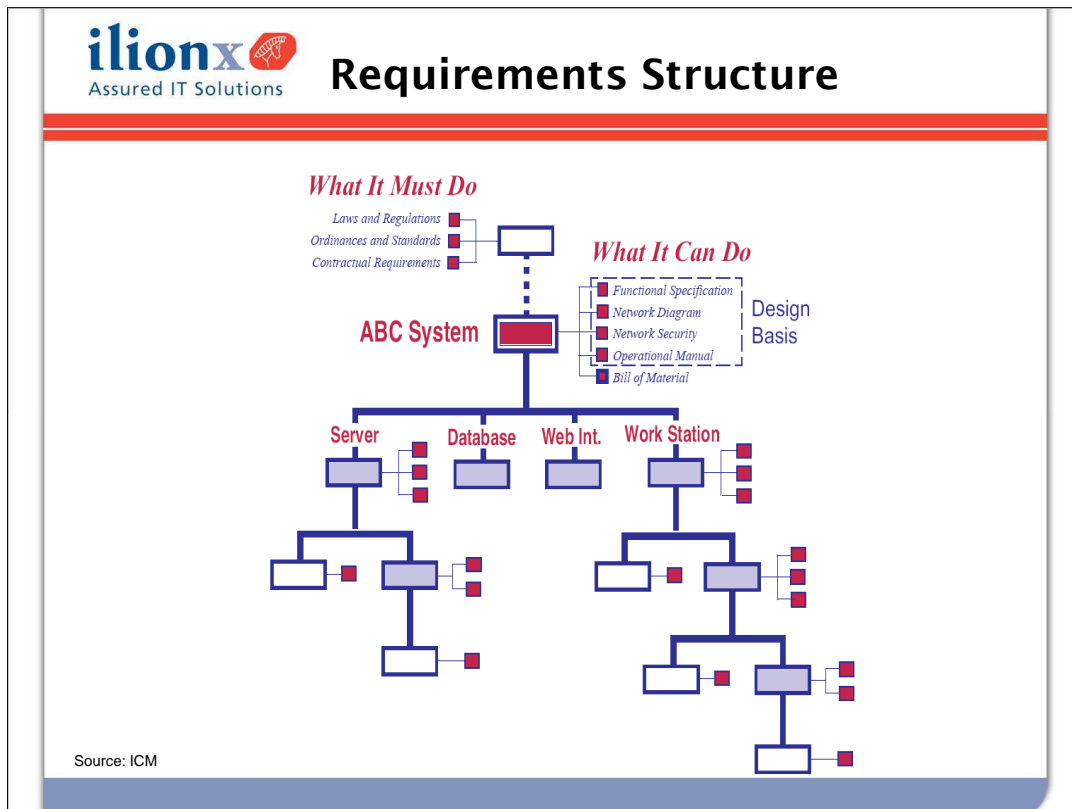 ilionx
Assured IT Solutions
Requirements Structure
What It Must Do
Laws and Regulations
Ordinances and Standards
Contractual Requirements
What It Can Do
Functional Specification
Network Diagram
Network Security
Operational Manual
Bill of Material
Design
Basis
ABC System
Server
Database
Web Int.
Work Station
Source: ICM